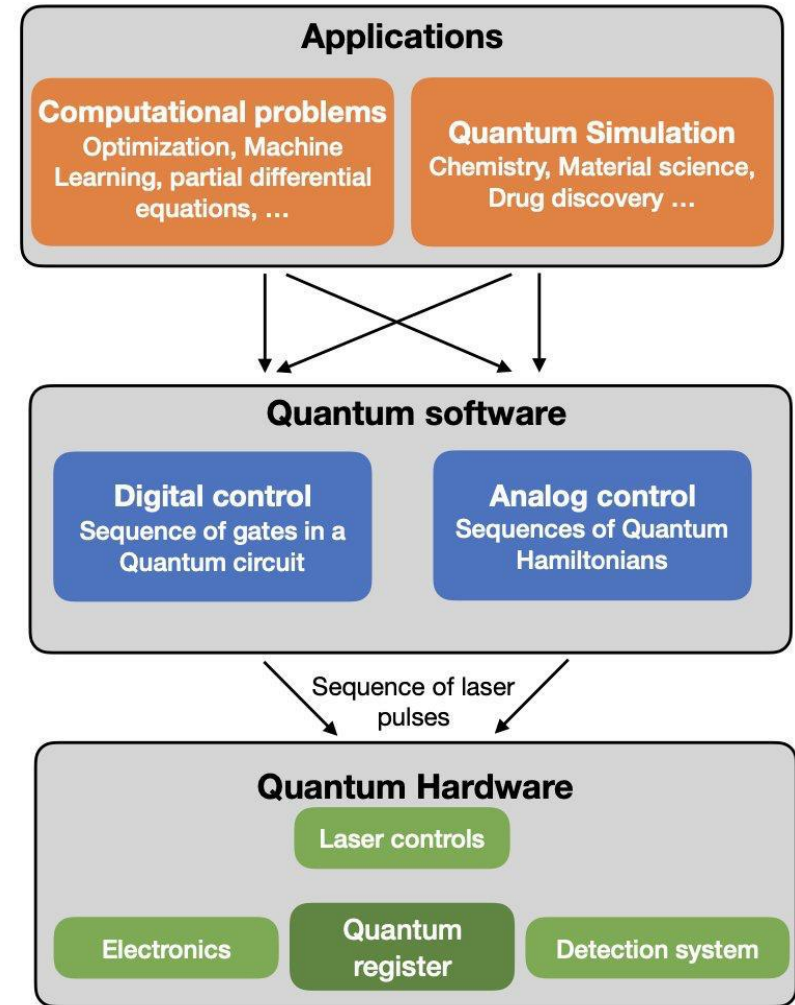 Applications
Computational problems
Optimization, Machine
Learning, partial differential
equations, …
Quantum Simulation
Chemistry, Material science,
Drug discovery …
Quantum software
Digital control
Sequence of gates in a
Quantum circuit
Analog control
Sequences of Quantum
Hamiltonians
Sequence of laser
pulses
Quantum Hardware
Laser controls
Electronics
Quantum
register
Detection system